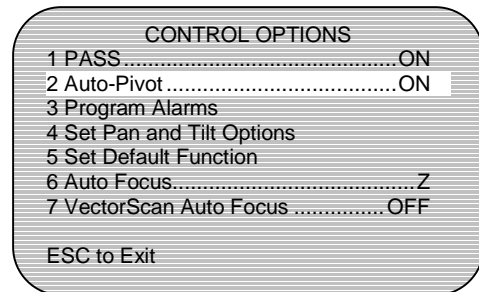 CONTROL OPTIONS
1 PASS..............................................ON
2 Auto-Pivot.......................................ON
3 Program Alarms
4 Set Pan and Tilt Options
5 Set Default Function
6 Auto Focus.........................................Z
7 VectorScan Auto Focus ...............OFF
ESC to Exit